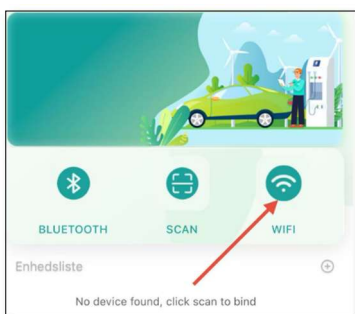 BLUETOOTH SCAN WIFI
Enhedsliste
No device found, click scan to bind